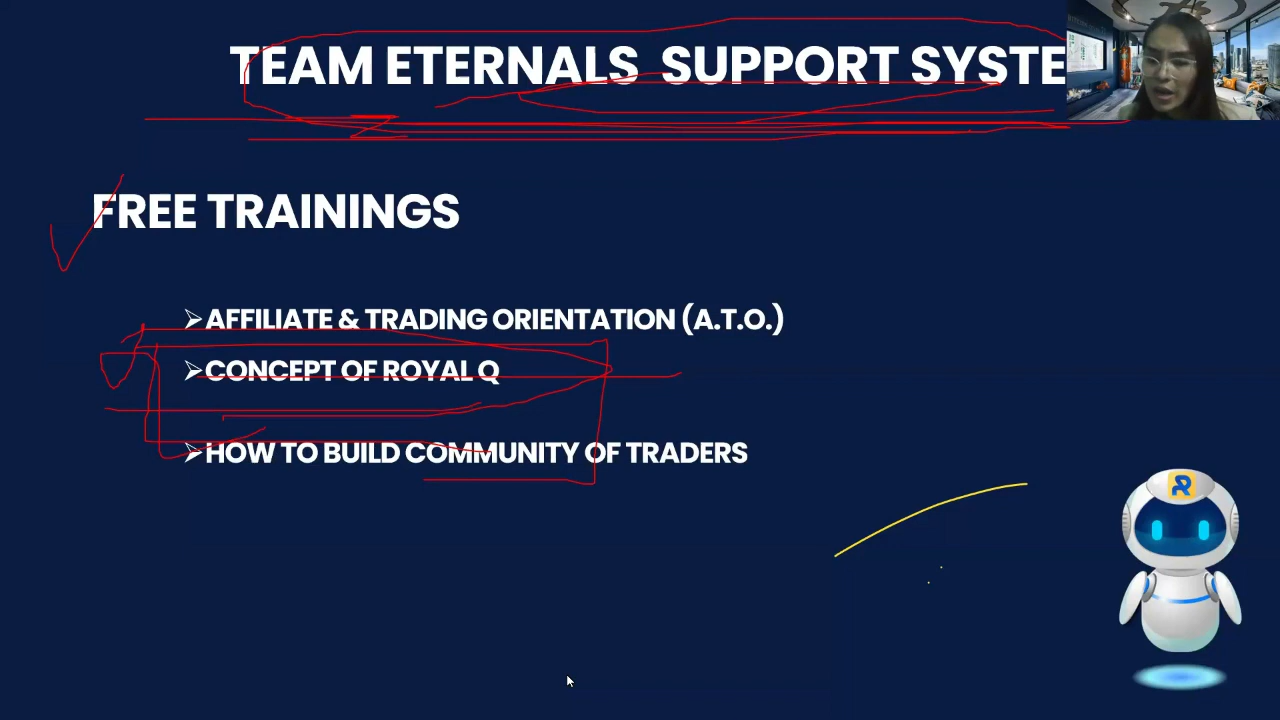 TEAM ETERNALS SUPPORT SYSTE
FREE TRAININGS
➢AFFILIATE & TRADING ORIENTATION (A.T.O.)
➢CONCEPT OF ROYAL Q
➢HOW TO BUILD COMMUNITY OF TRADERS
R